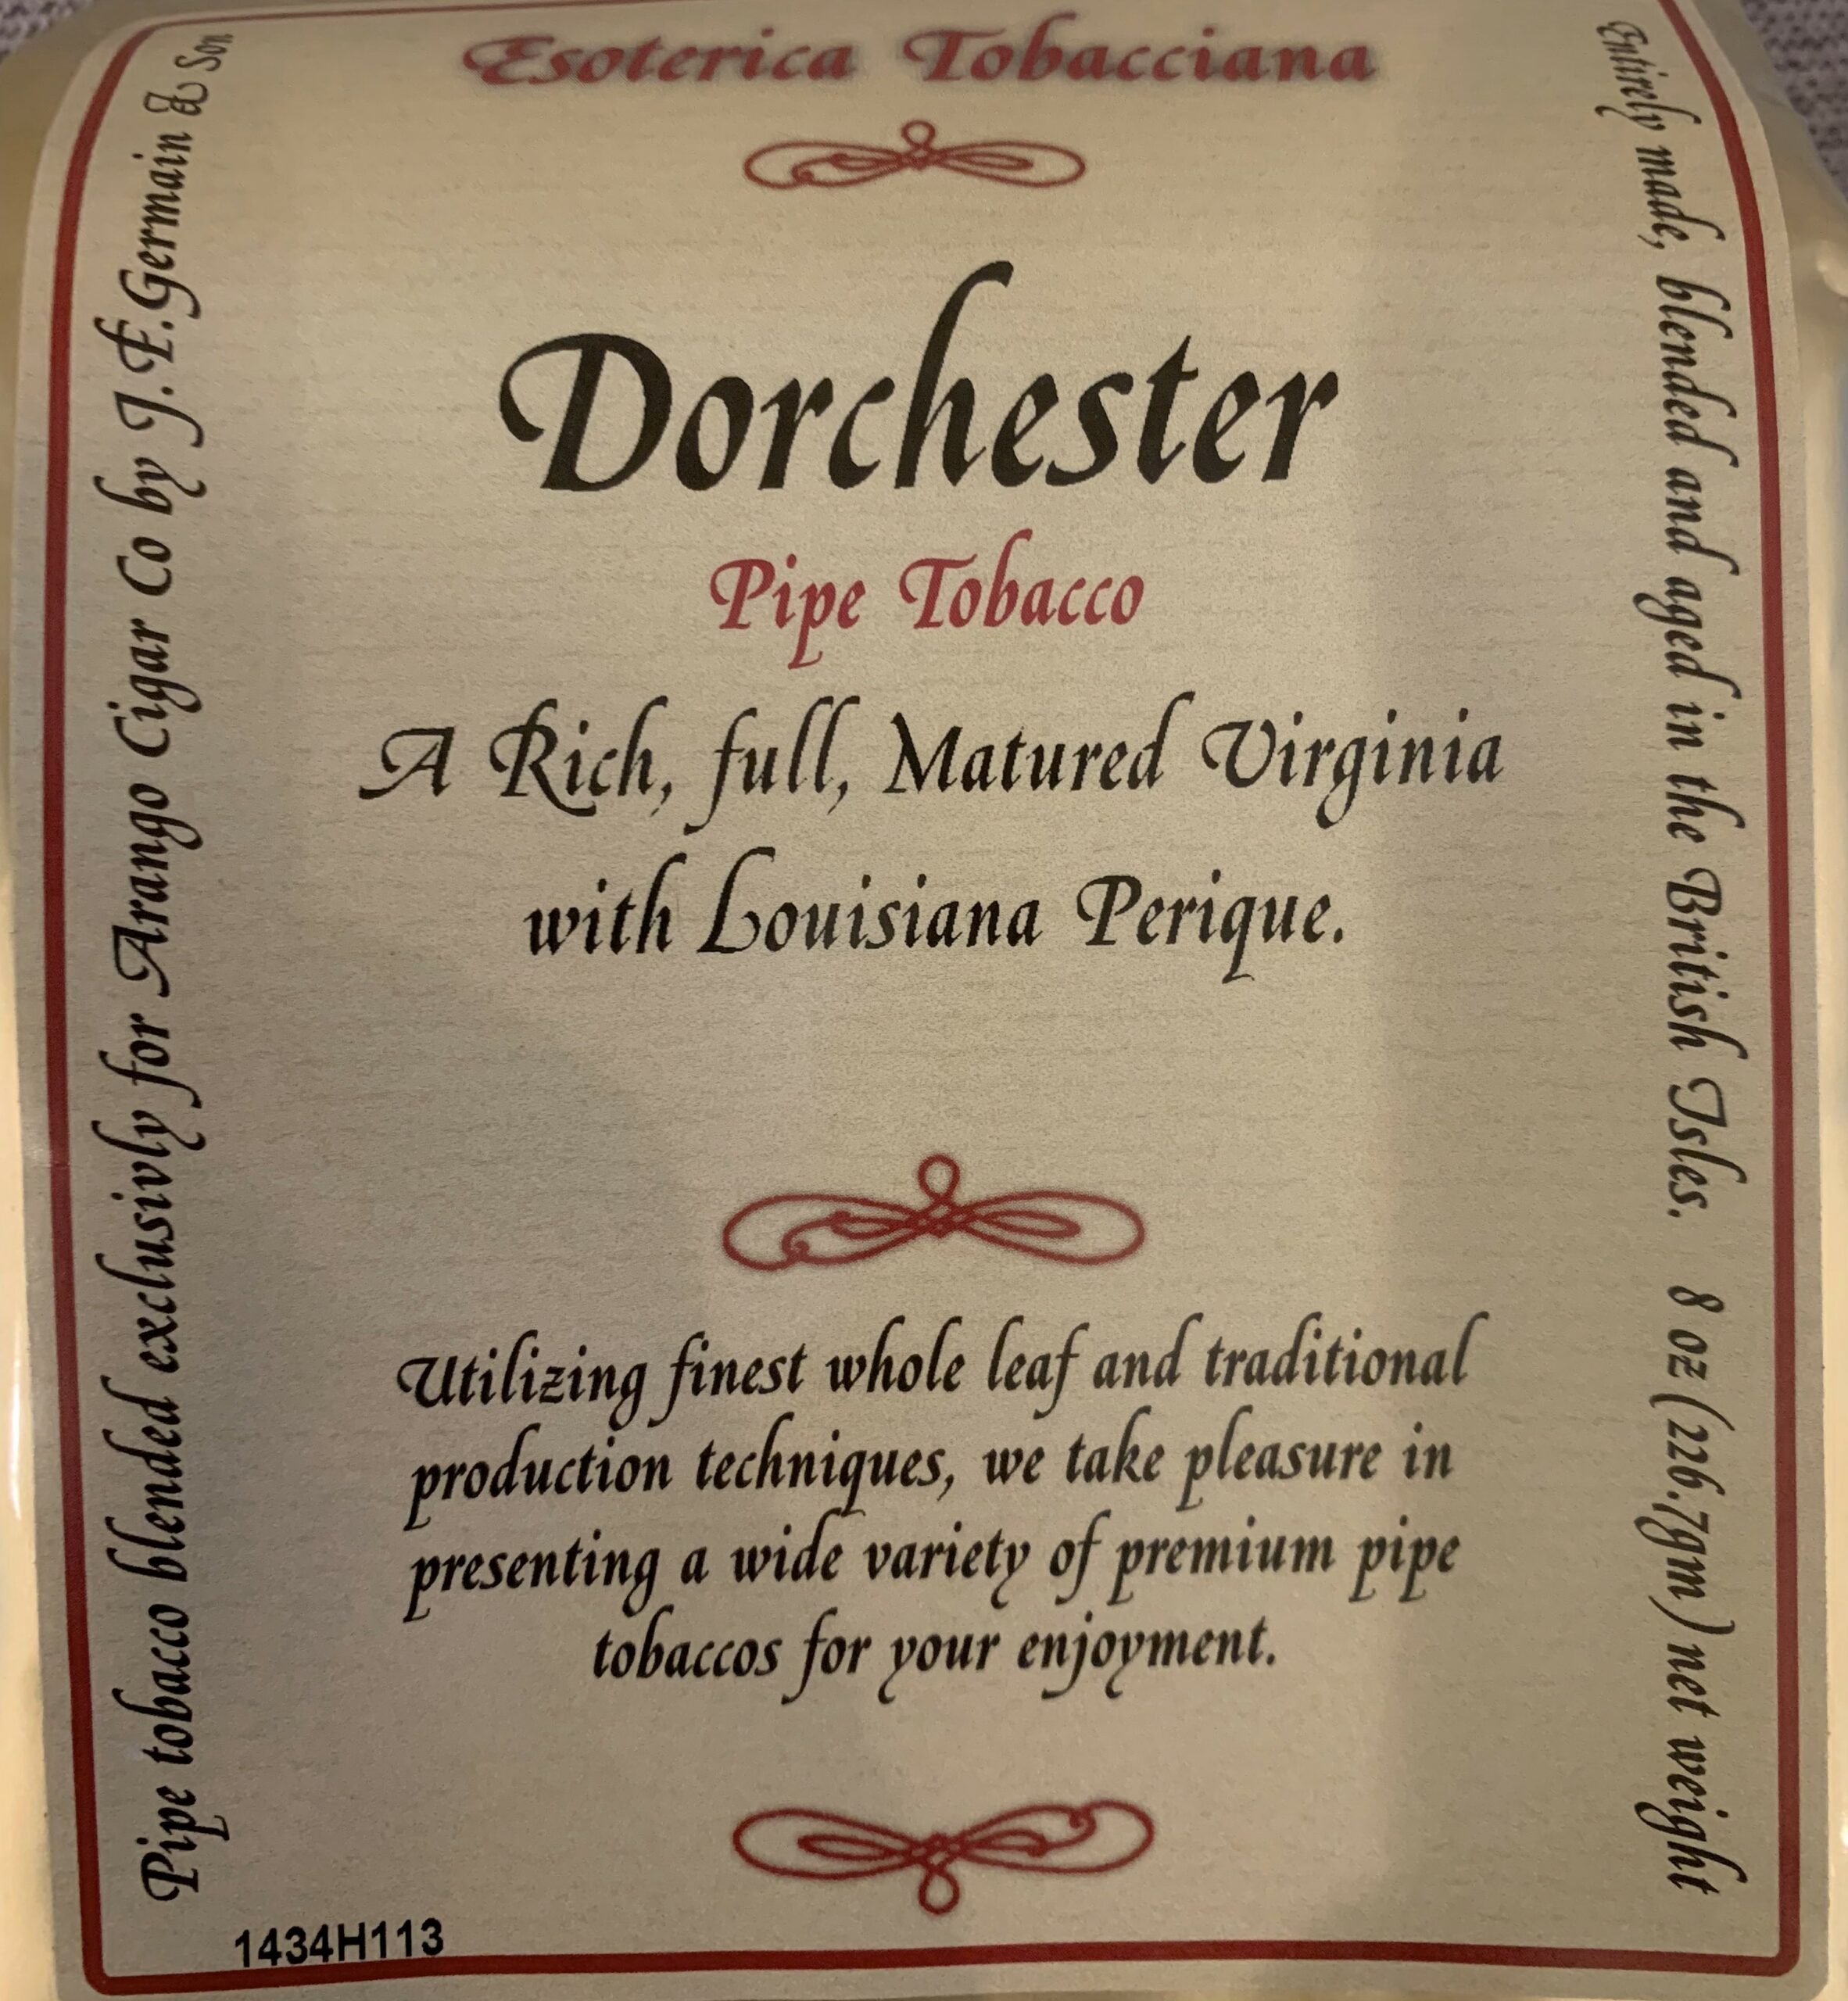 Esoterica Tobacciana
Dorchester
Pipe Tobacco
A Rich, full, Matured Virginia
with Louisiana Perique.
Utilizing finest whole leaf and traditional
production techniques, we take pleasure in
presenting a wide variety of premium pipe
tobaccos for your enjoyment.
Pipe tobacco blended exclusivly for Arango Cigar Co by J.F.Germain & Son
Entirely made, blended and aged in the British Isles. 8 oz (226.7gm) net weight
1434H113